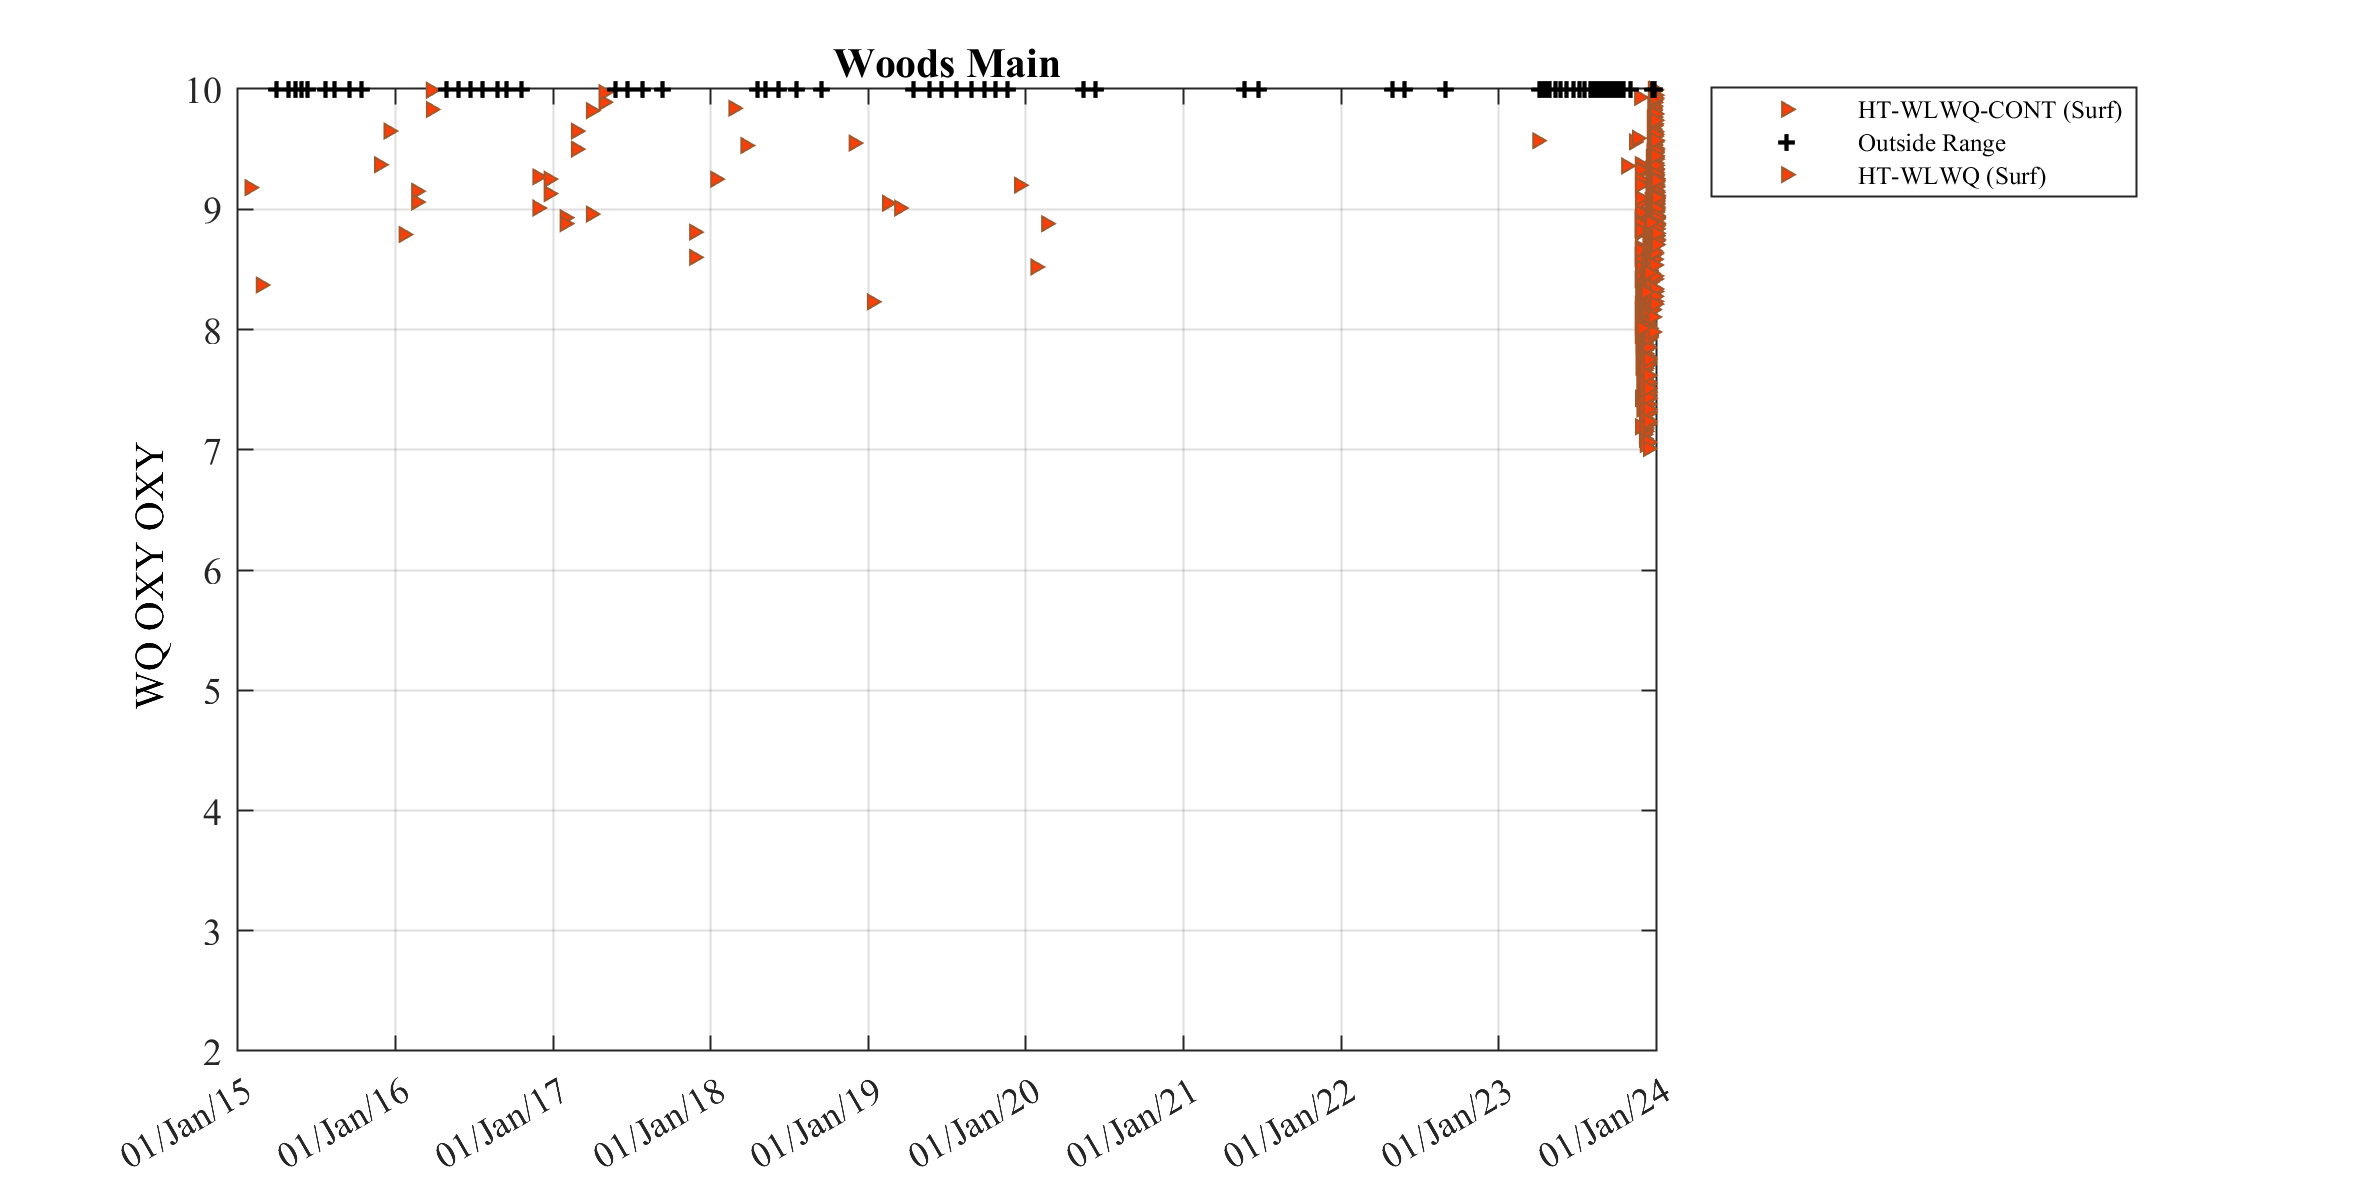 Woods Main
WQ OXY OXY
10
9
8
7
6
5
4
3
2
01/Jan/15
01/Jan/16
01/Jan/17
01/Jan/18
01/Jan/19
01/Jan/20
01/Jan/21
01/Jan/22
01/Jan/23
01/Jan/24
HT-WLWQ-CONT (Surf)
Outside Range
HT-WLWQ (Surf)